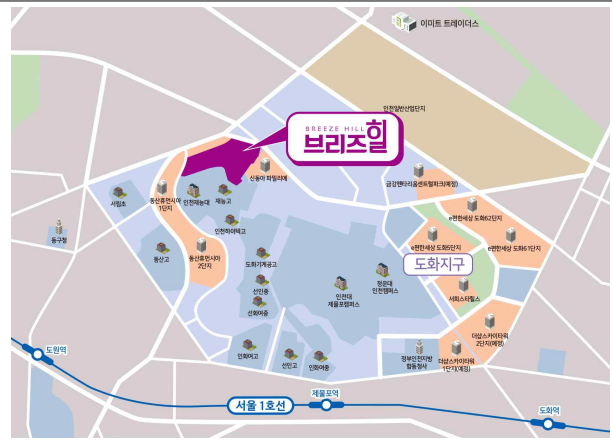 이미트 트레이더스
인천일반산업단지
BREEZE HILL
브리즈힐
신동아 파밀리에
금강펜타리움센트럴파크(예정)
동산휴먼시아
1단지
인천재능대
재능고
서림초
인천하이텍고
e편한세상 도화6-2단지
동구청
e편한세상 도화5단지
e편한세상 도화6-1단지
동산고
동산휴먼시아
2단지
도화기계공고
도화지구
선인중
인천대
제물포캠퍼스
청운대
인천캠퍼스
서희스타힐스
선화여중
더샵스카이타워
2단지(예정)
인화여고
선인고
인화여중
정부인천지방
합동청사
더샵스카이타워
1단지(예정)
도원역
서울 1호선
제물포역
도화역